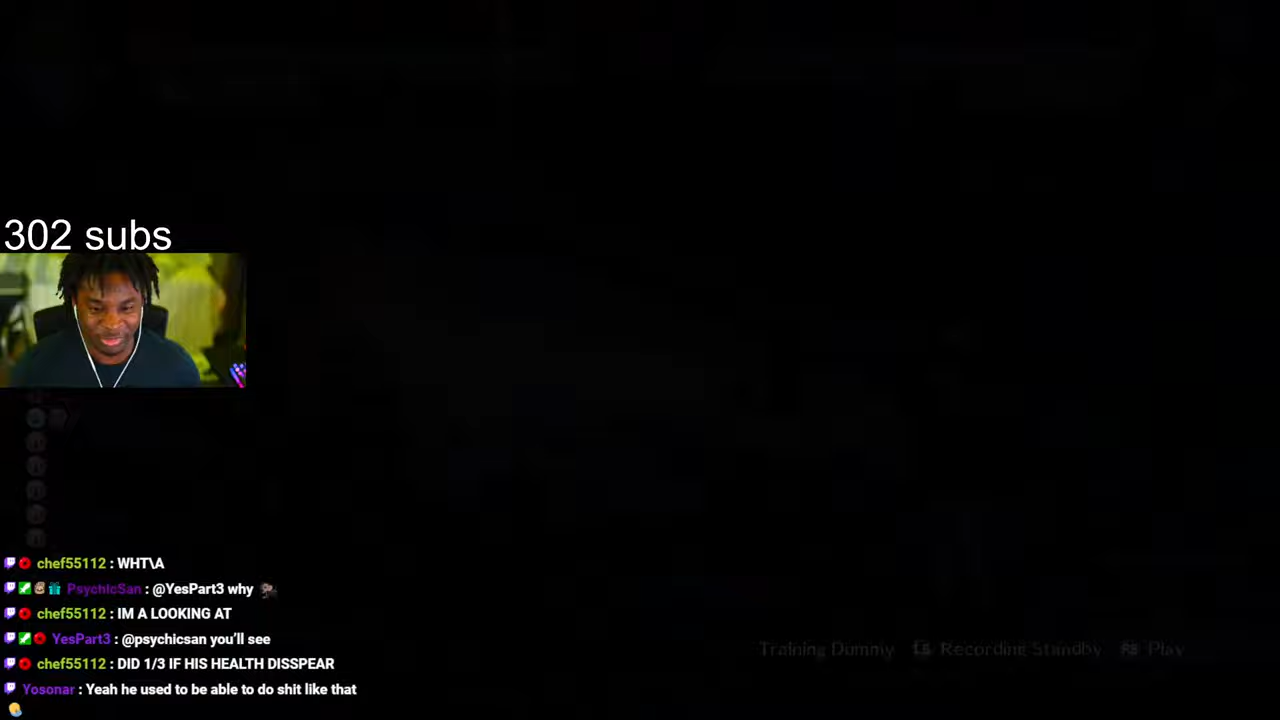 302 subs
chef55112 : WHT\A
PsychicSan : @YesPart3 why
chef55112 : IM A LOOKING AT
YesPart3 : @psychicsan you'll see
chef55112 : DID 1/3 IF HIS HEALTH DISSPEAR
Yosonar : Yeah he used to be able to do shit like that
Training Dummy LB Recording Standby RB Play